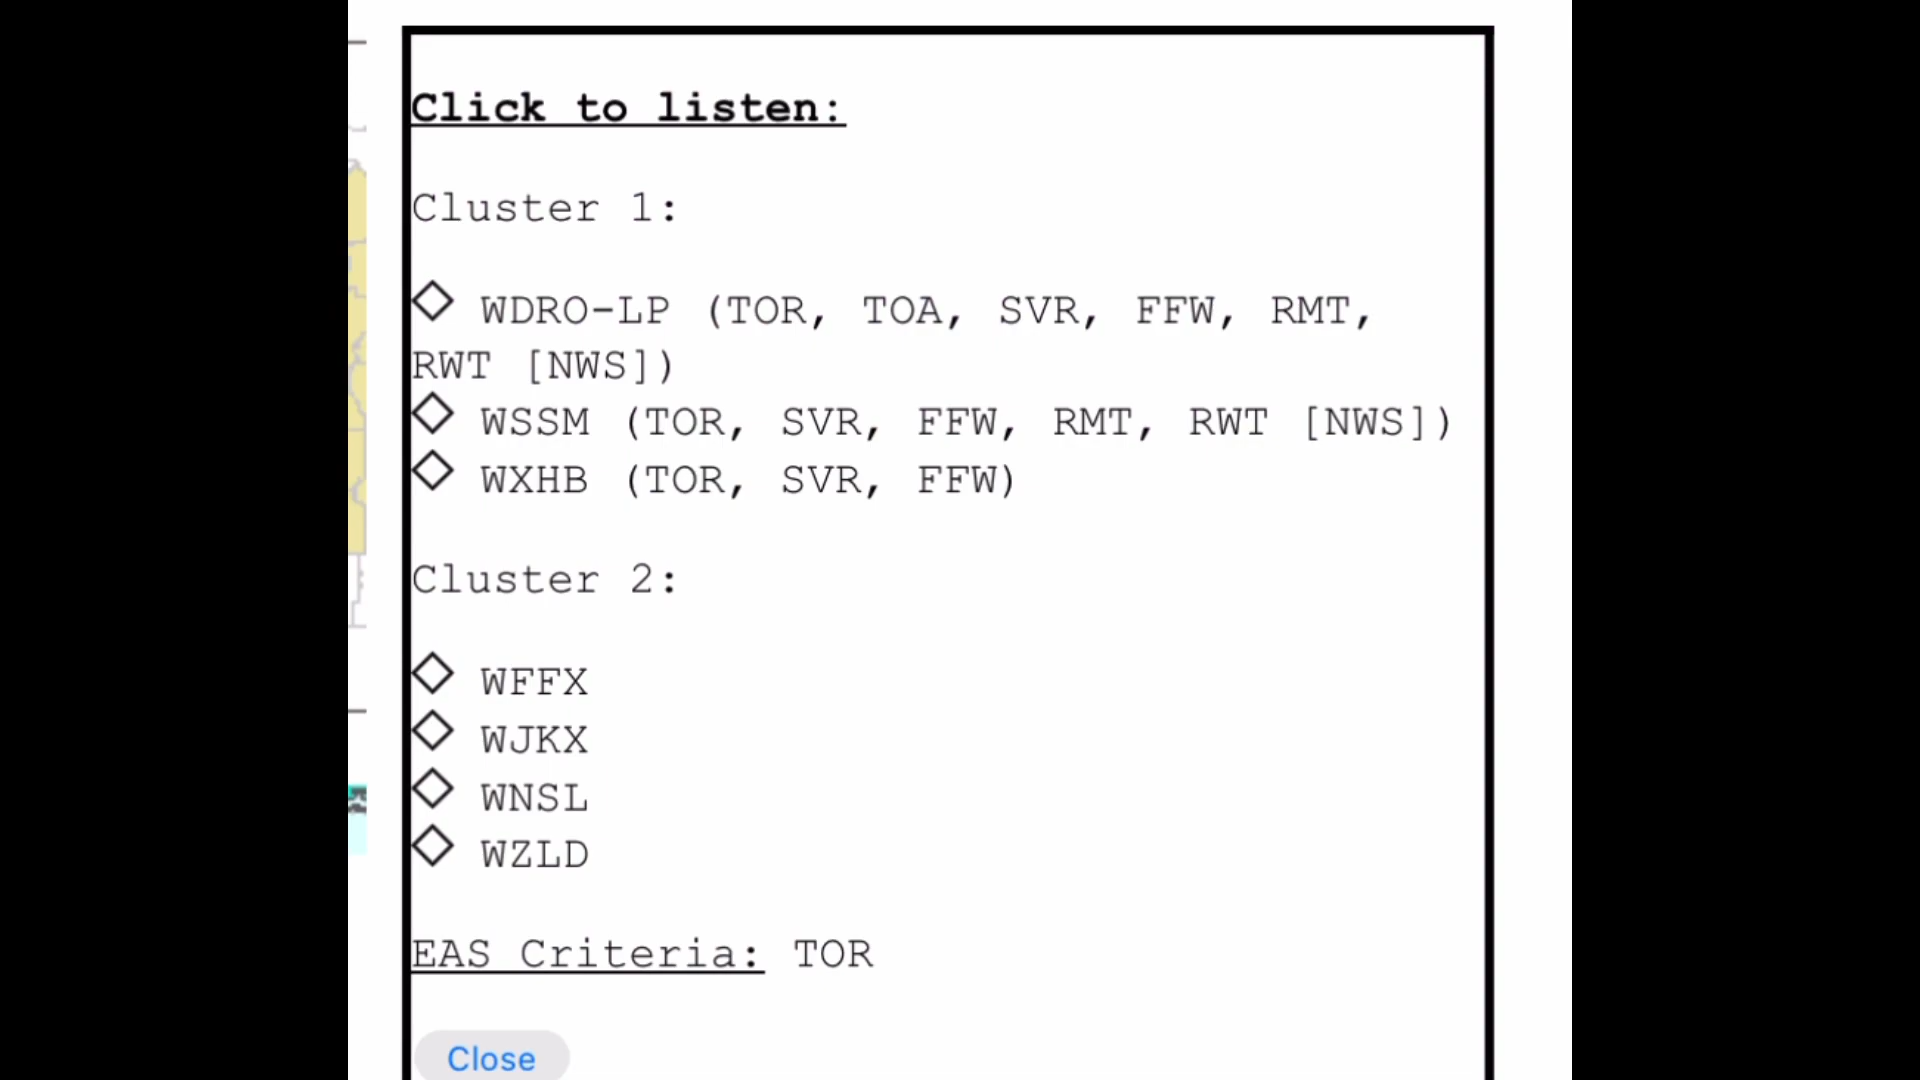 Click to listen:
Cluster 1:
◇ WDRO-LP (TOR, TOA, SVR, FFW, RMT,
RWT [NWS])
◇ WSSM (TOR, SVR, FFW, RMT, RWT [NWS])
◇ WXHB (TOR, SVR, FFW)
Cluster 2:
◇ WFFX
◇ WJKX
◇ WNSL
◇ WZLD
EAS Criteria: TOR
Close